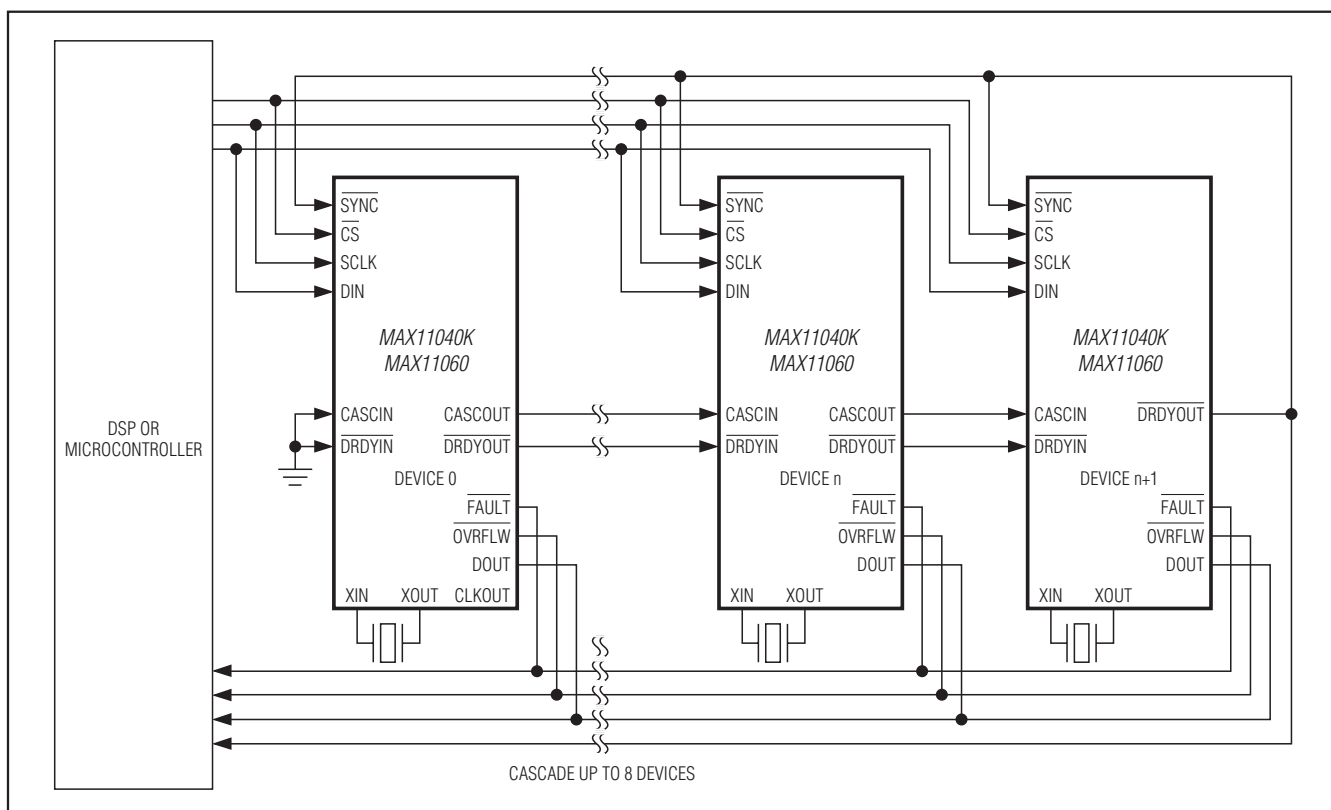 DSP OR
MICROCONTROLLER
SYNC
CS
SCLK
DIN
MAX11040K
MAX11060
CASCIN
CASCOUT
DRDYIN
DRDYOUT
DEVICE 0
FAULT
OVRFLW
DOUT
XIN
XOUT
CLKOUT
SYNC
CS
SCLK
DIN
MAX11040K
MAX11060
CASCIN
CASCOUT
DRDYIN
DRDYOUT
DEVICE n
FAULT
OVRFLW
DOUT
XIN
XOUT
SYNC
CS
SCLK
DIN
MAX11040K
MAX11060
CASCIN
DRDYOUT
DRDYIN
DEVICE n+1
FAULT
OVRFLW
DOUT
XIN
XOUT
CASCADE UP TO 8 DEVICES